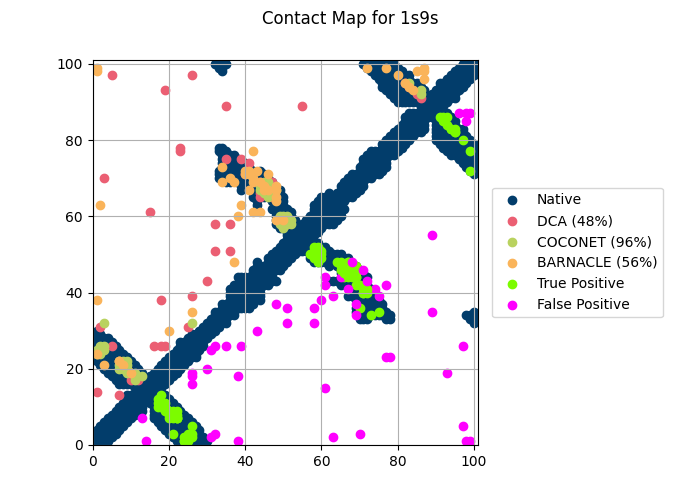 Contact Map for 1s9s
100
80
60
40
20
0
0 20 40 60 80 100
Native
DCA (48%)
COCONET (96%)
BARNACLE (56%)
True Positive
False Positive